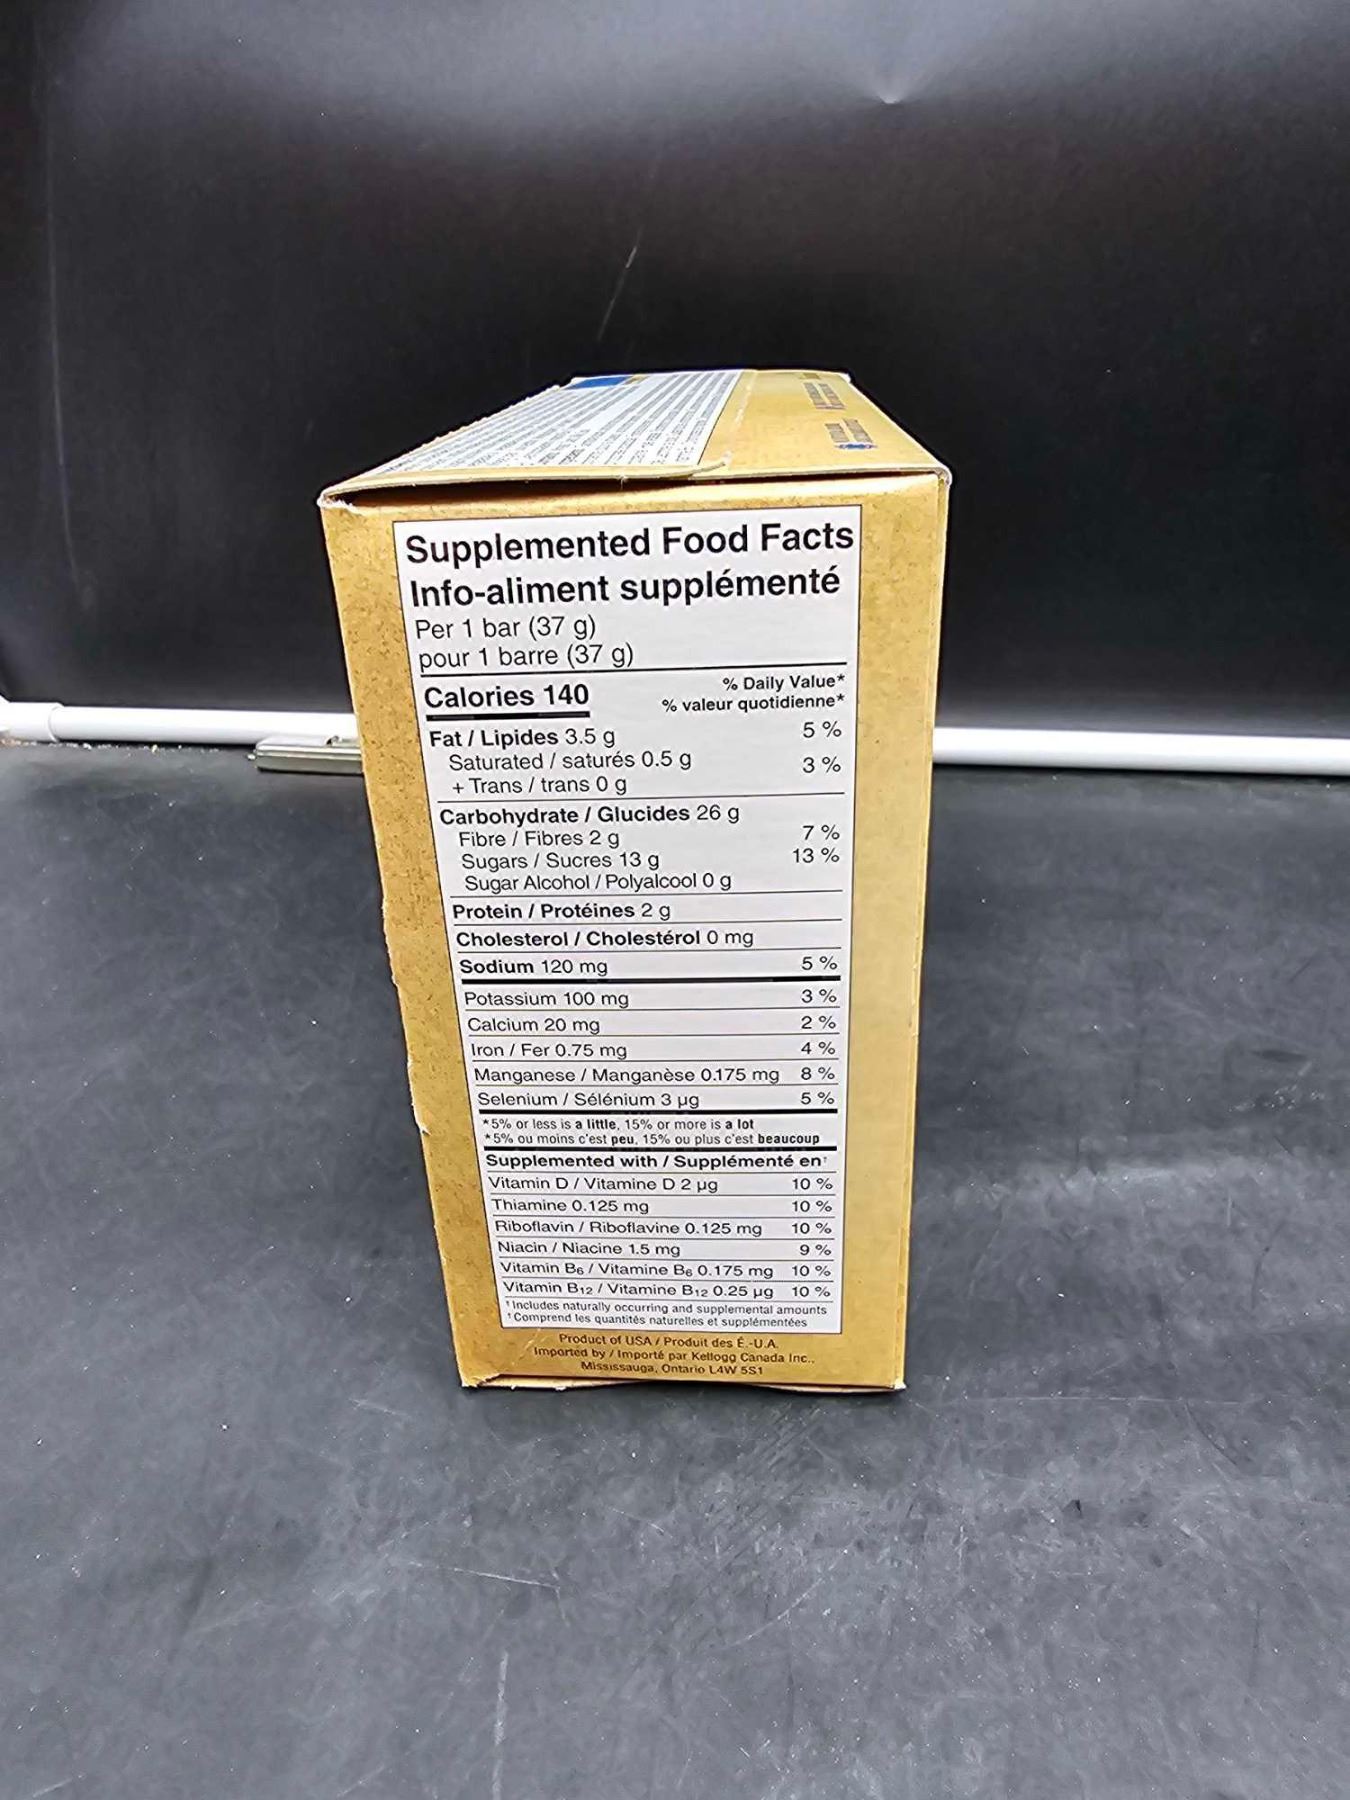 Supplemented Food Facts
Info-aliment supplémenté
Per 1 bar (37 g)
pour 1 barre (37 g)
Calories 140
% Daily Value*
% valeur quotidienne*
Fat / Lipides 3.5 g 5 %
Saturated / saturés 0.5 g
+ Trans / trans 0 g 3 %
Carbohydrate / Glucides 26 g
Fibre / Fibres 2 g 7 %
Sugars / Sucres 13 g 13 %
Sugar Alcohol / Polyalcool 0 g
Protein / Protéines 2 g
Cholesterol / Cholestérol 0 mg
Sodium 120 mg 5 %
Potassium 100 mg 3 %
Calcium 20 mg 2 %
Iron / Fer 0.75 mg 4 %
Manganese / Manganèse 0.175 mg 8 %
Selenium / Sélénium 3 µg 5 %
*5% or less is a little, 15% or more is a lot
*5% ou moins c'est peu, 15% ou plus c'est beaucoup
Supplemented with / Supplémenté en†
Vitamin D / Vitamine D 2 µg 10 %
Thiamine 0.125 mg 10 %
Riboflavin / Riboflavine 0.125 mg 10 %
Niacin / Niacine 1.5 mg 9 %
Vitamin B6 / Vitamine B6 0.175 mg 10 %
Vitamin B12 / Vitamine B12 0.25 µg 10 %
†Includes naturally occurring and supplemental amounts
†Comprend les quantités naturelles et supplémentées
Product of USA / Produit des É.-U.A.
Imported by / Importé par Kellogg Canada Inc.,
Mississauga, Ontario L4W 5S1